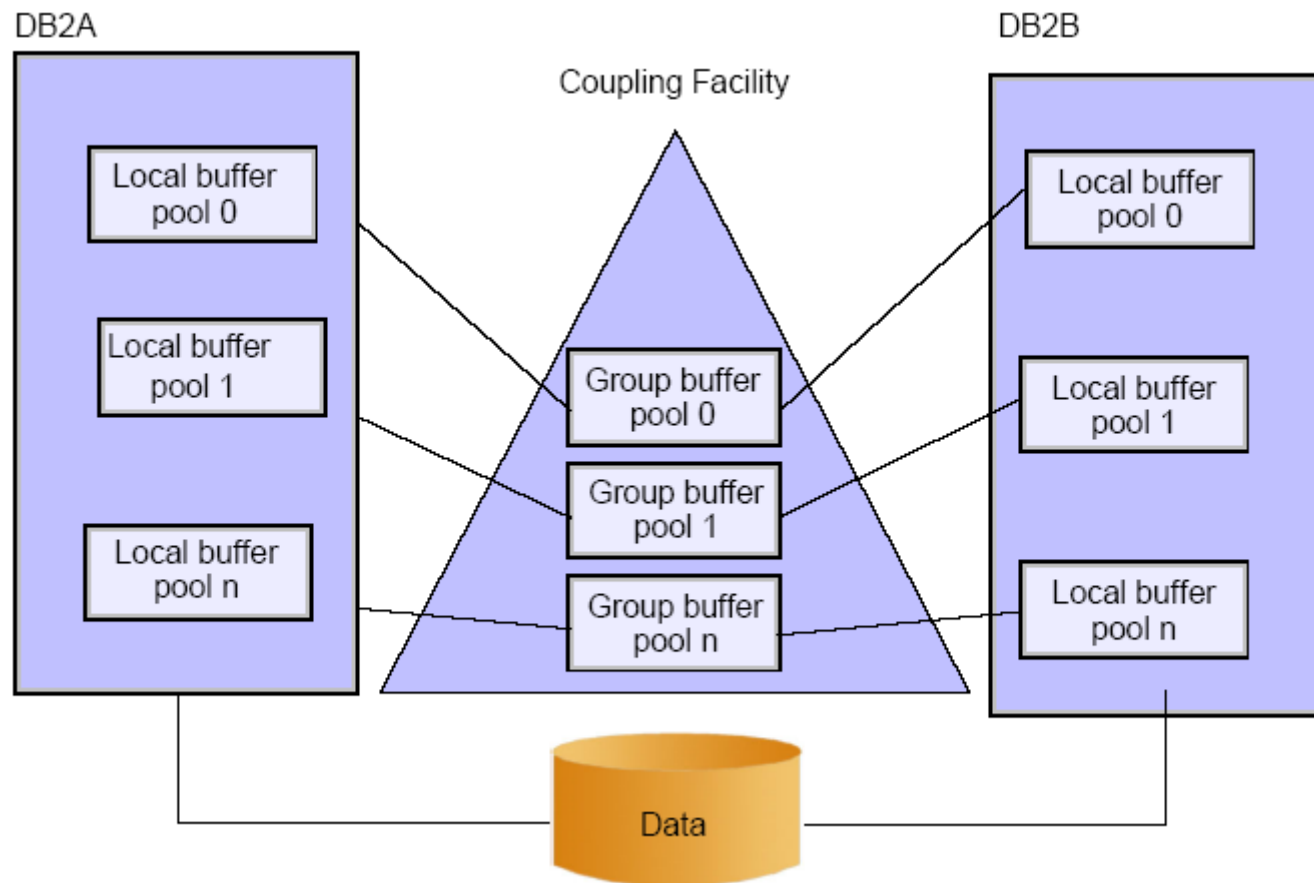 DB2A
DB2B
Coupling Facility
Local buffer
pool 0
Local buffer
pool 1
Local buffer
pool n
Group buffer
pool 0
Group buffer
pool 1
Group buffer
pool n
Local buffer
pool 0
Local buffer
pool 1
Local buffer
pool n
Data